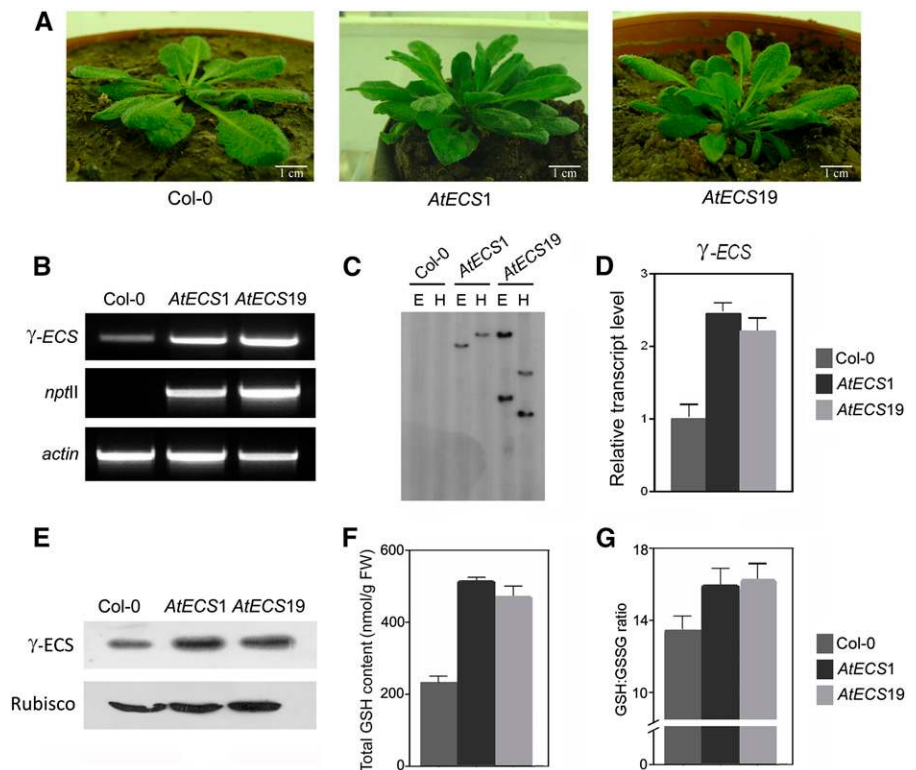 A
1 cm
1 cm
1 cm
Col-0
AtECS1
AtECS19
B
Col-0 AtECS1 AtECS19
γ-ECS
nptII
actin
C
Col-0 AtECS1 AtECS19
E H E H E H
D
γ-ECS
Relative transcript level
3
2
1
0
Col-0
AtECS1
AtECS19
E
Col-0 AtECS1 AtECS19
γ-ECS
Rubisco
F
Total GSH content (nmol/g FW)
600
400
200
0
G
GSH:GSSG ratio
18
16
14
18
0
Col-0
AtECS1
AtECS19